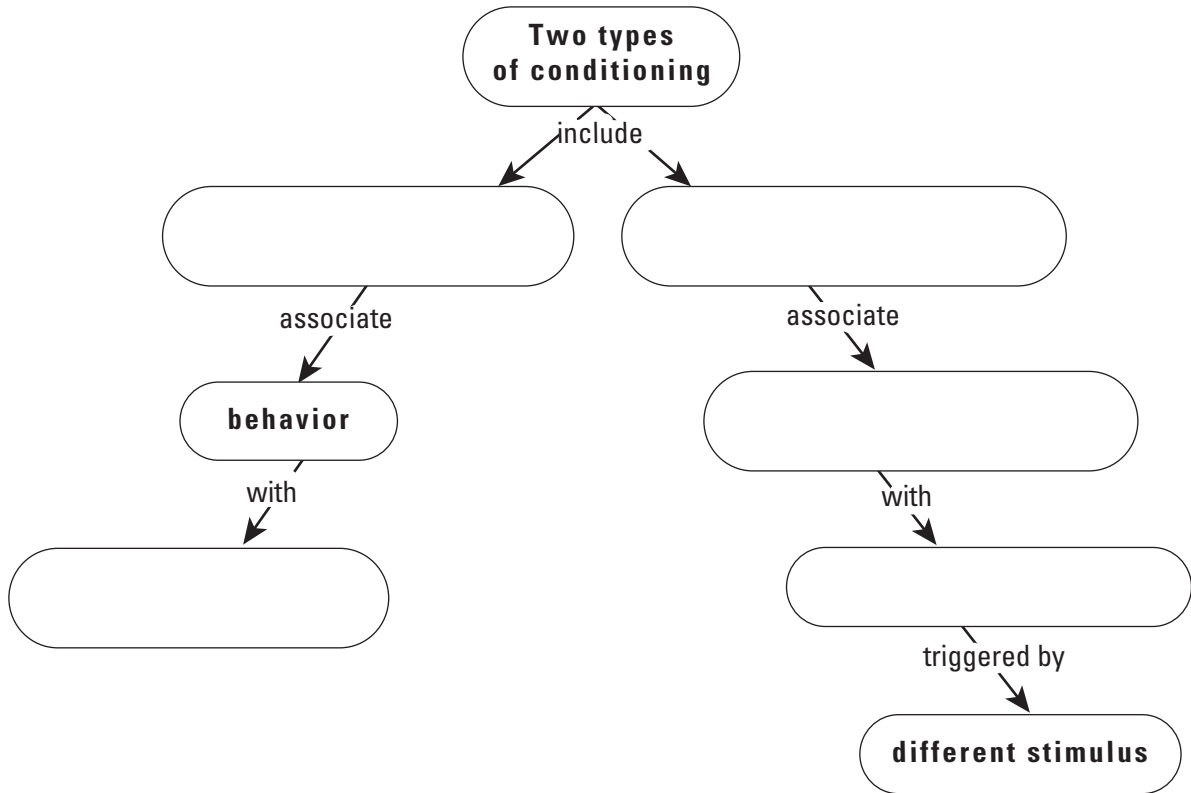 Two types
of conditioning
include
associate
associate
behavior
with
with
triggered by
different stimulus